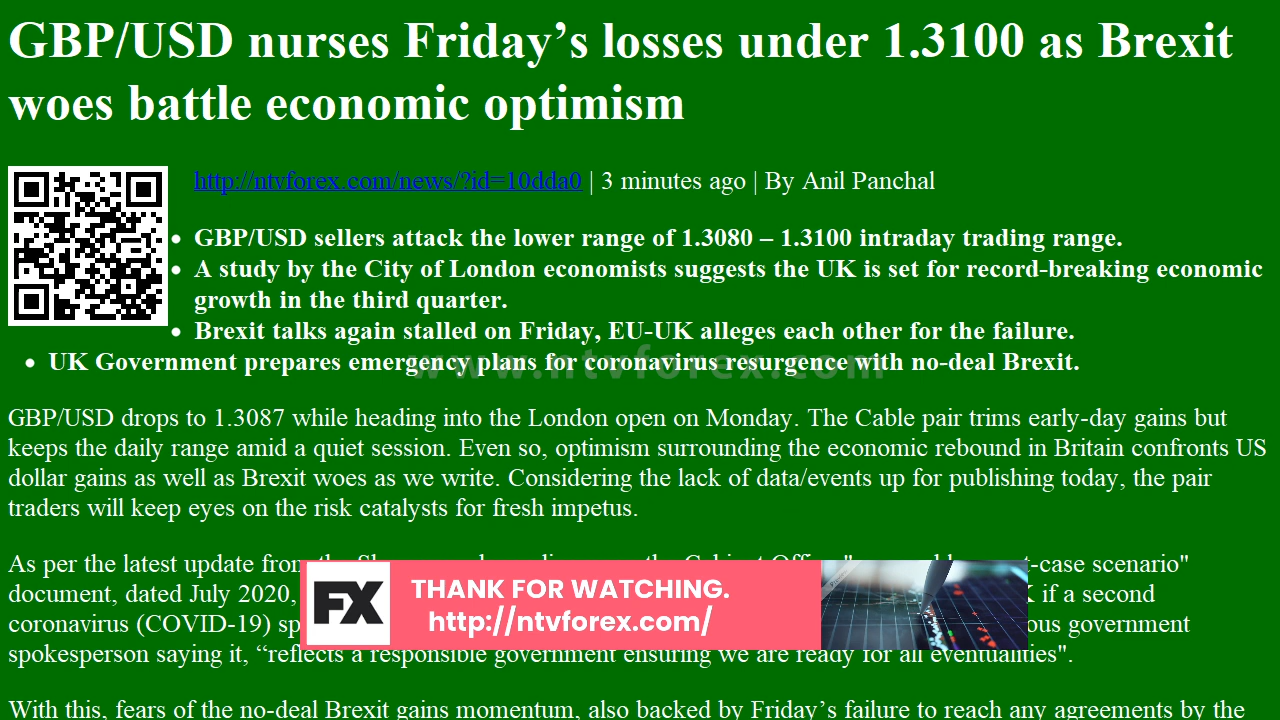 GBP/USD nurses Friday’s losses under 1.3100 as Brexit
woes battle economic optimism
http://ntvforex.com/news/?id=10dda0 | 3 minutes ago | By Anil Panchal
• GBP/USD sellers attack the lower range of 1.3080 – 1.3100 intraday trading range.
• A study by the City of London economists suggests the UK is set for record-breaking economic
growth in the third quarter.
• Brexit talks again stalled on Friday, EU-UK alleges each other for the failure.
• UK Government prepares emergency plans for coronavirus resurgence with no-deal Brexit.
www.ntvforex.com
GBP/USD drops to 1.3087 while heading into the London open on Monday. The Cable pair trims early-day gains but
keeps the daily range amid a quiet session. Even so, optimism surrounding the economic rebound in Britain confronts US
dollar gains as well as Brexit woes as we write. Considering the lack of data/events up for publishing today, the pair
traders will keep eyes on the risk catalysts for fresh impetus.
As per the latest update from -case scenario"
document, dated July 2020, if a second
coronavirus (COVID-19) government
spokesperson saying it, “reflects a responsible government ensuring we are ready for all eventualities".
FX
THANK FOR WATCHING.
http://ntvforex.com/
With this, fears of the no-deal Brexit gains momentum, also backed by Friday’s failure to reach any agreements by the